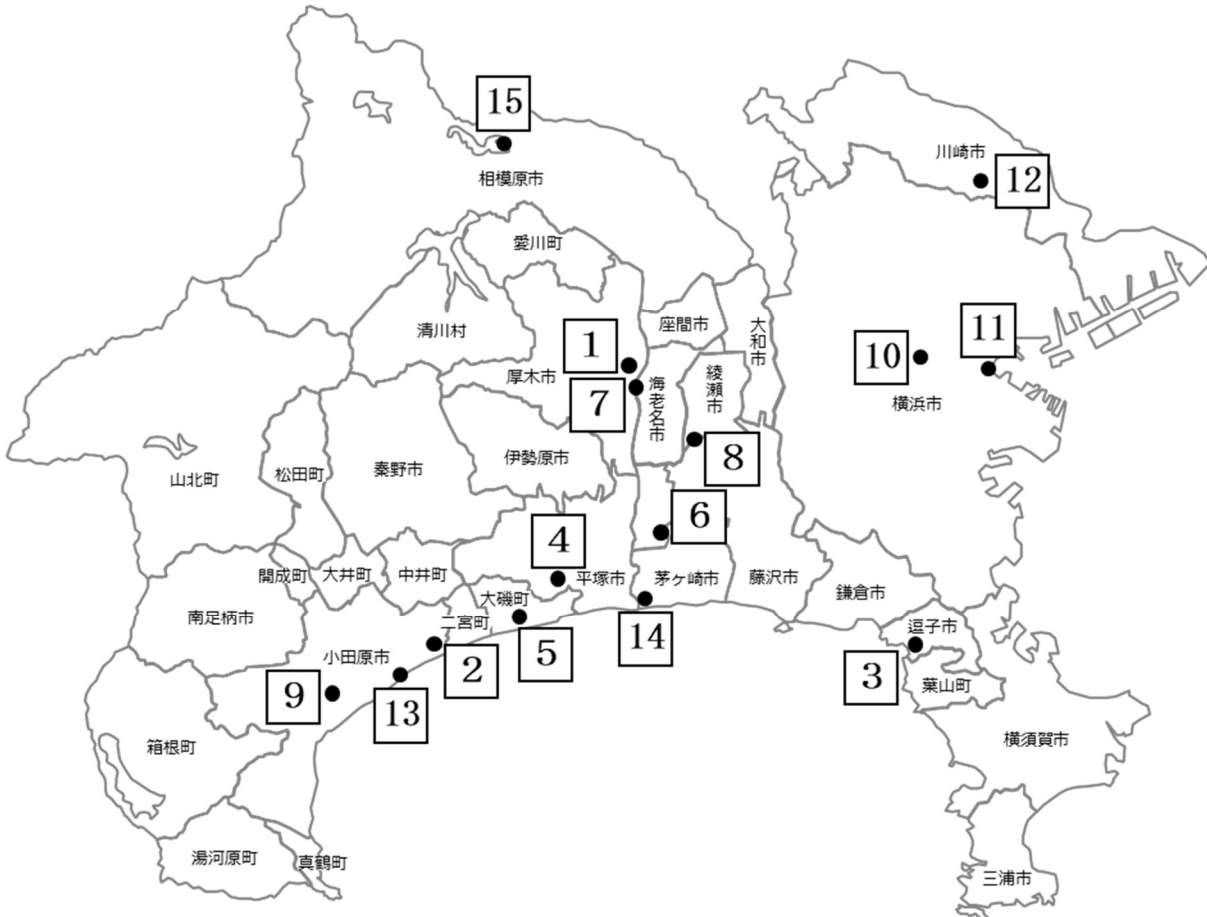 15
川崎市
12
相模原市
愛川町
清川村
座間市
大和市
1
11
10
厚木市
7
海老名市
綾瀬市
横浜市
山北町
松田町
秦野市
伊勢原市
8
6
4
開成町
大井町
中井町
平塚市
茅ヶ崎市
藤沢市
鎌倉市
南足柄市
大磯町
二宮町
逗子市
小田原市
2
5
14
3
葉山町
9
13
箱根町
横須賀市
湯河原町
真鶴町
三浦市